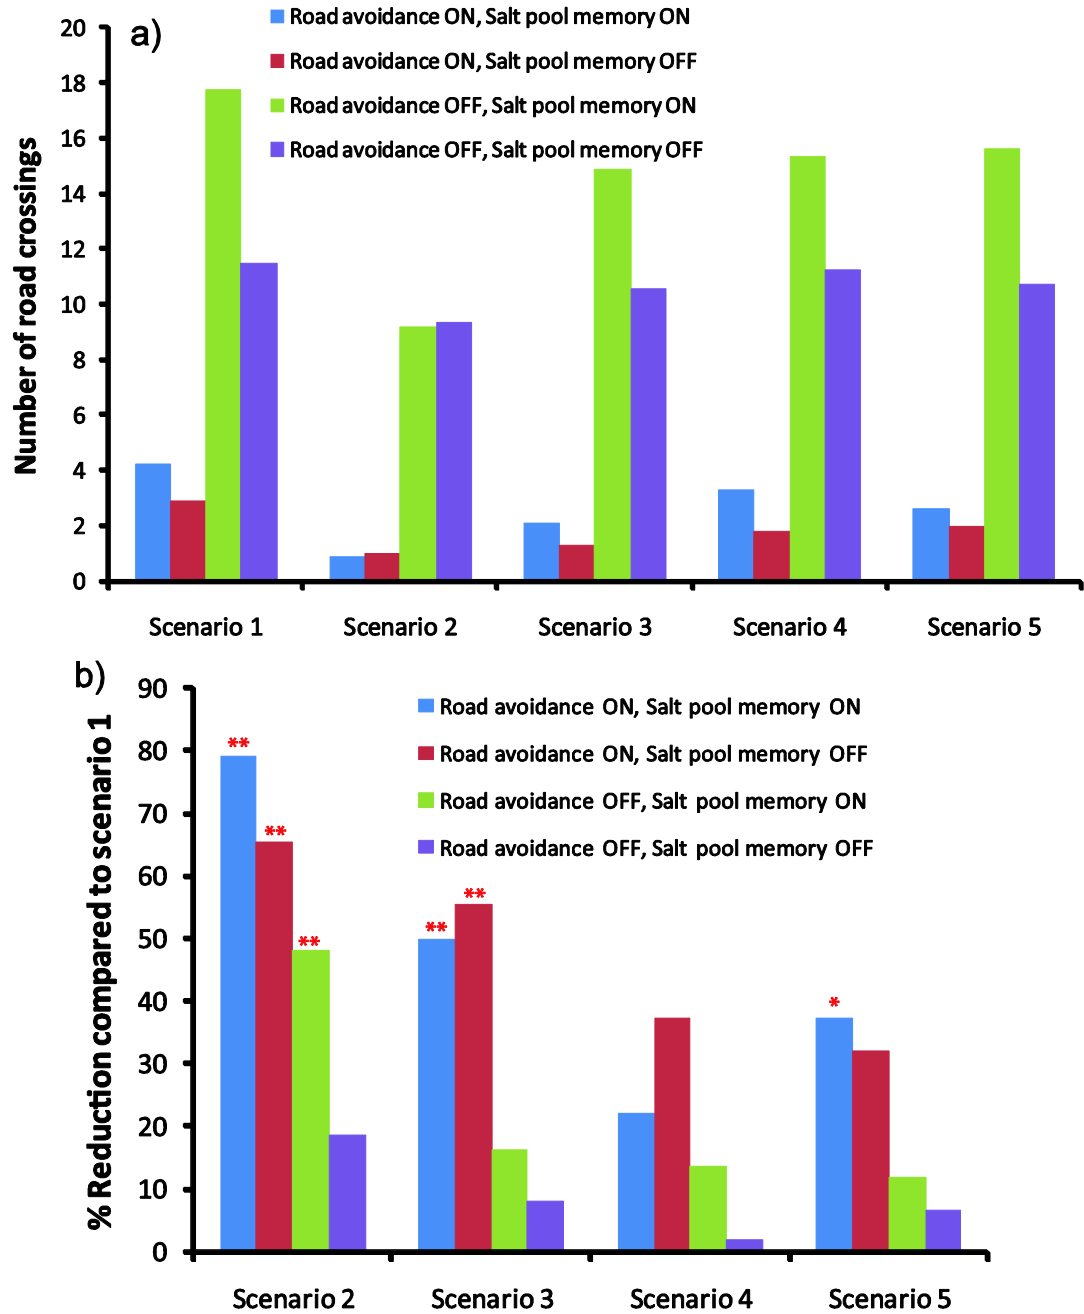 a)
Road avoidance ON, Salt pool memory ON
Road avoidance ON, Salt pool memory OFF
Road avoidance OFF, Salt pool memory ON
Road avoidance OFF, Salt pool memory OFF
Number of road crossings
20
18
16
14
12
10
8
6
4
2
0
Scenario 1 Scenario 2 Scenario 3 Scenario 4 Scenario 5
b)
Road avoidance ON, Salt pool memory ON
Road avoidance ON, Salt pool memory OFF
Road avoidance OFF, Salt pool memory ON
Road avoidance OFF, Salt pool memory OFF
% Reduction compared to scenario 1
90
80
70
60
50
40
30
20
10
0
** ** ** ** ** *
Scenario 2 Scenario 3 Scenario 4 Scenario 5